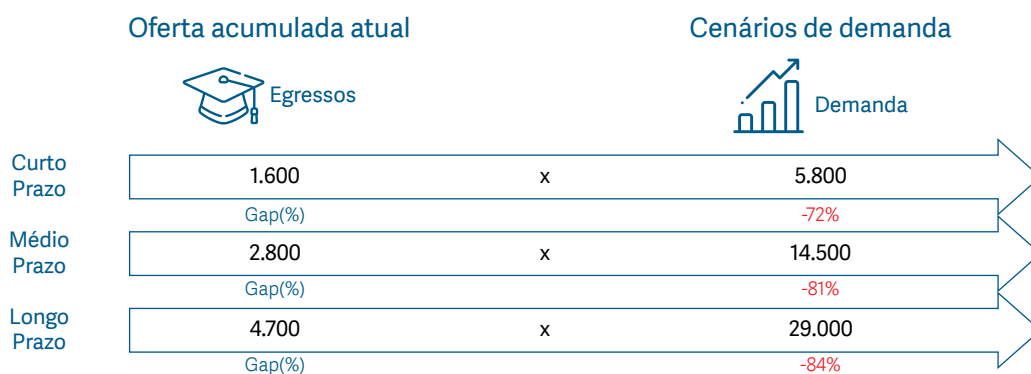 Oferta acumulada atual
Cenários de demanda
Egressos
Demanda
Curto
Prazo
1.600
x
5.800
Gap(%)
-72%
Médio
Prazo
2.800
x
14.500
Gap(%)
-81%
Longo
Prazo
4.700
x
29.000
Gap(%)
-84%